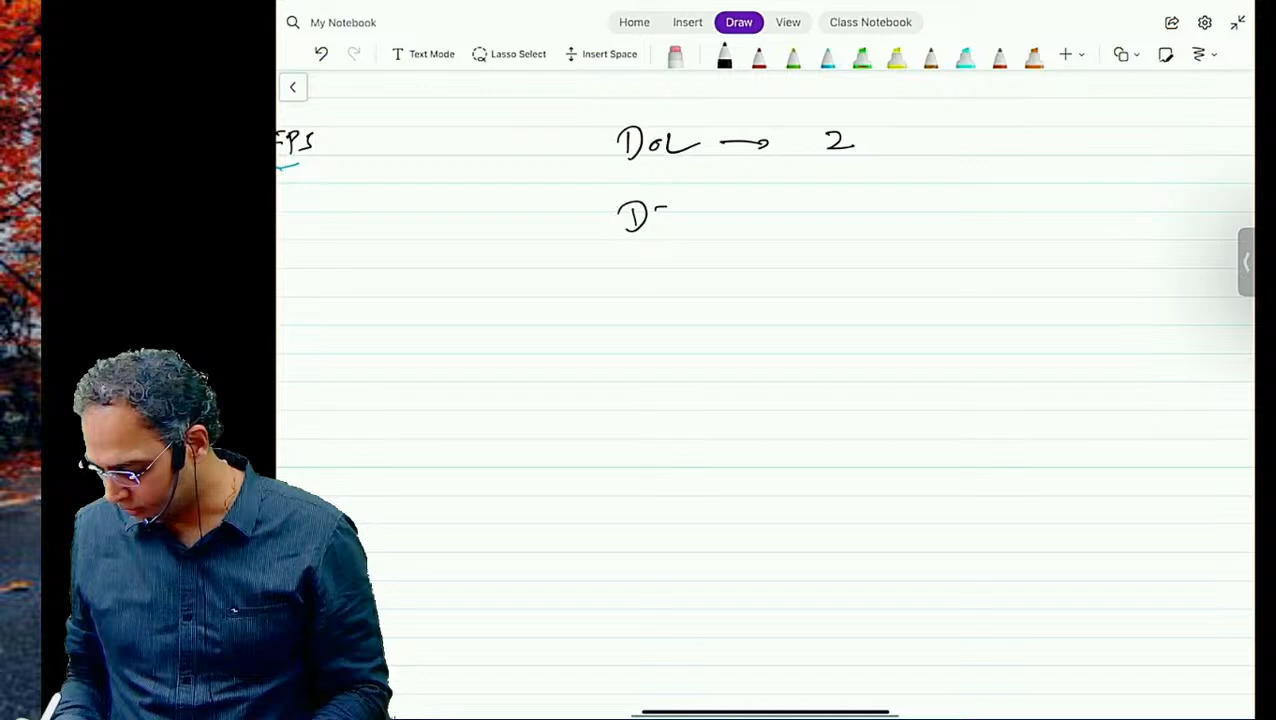 My Notebook
Home Insert Draw View Class Notebook
Text Mode Lasso Select Insert Space
EPS
DOL → 2
D